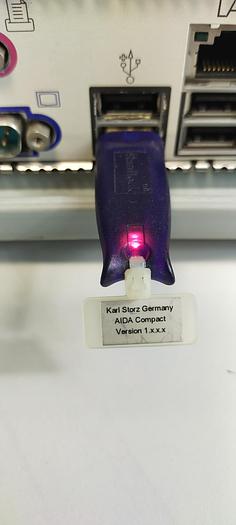 Karl Storz Germany
AIDA Compact
Version 1.x.x.x